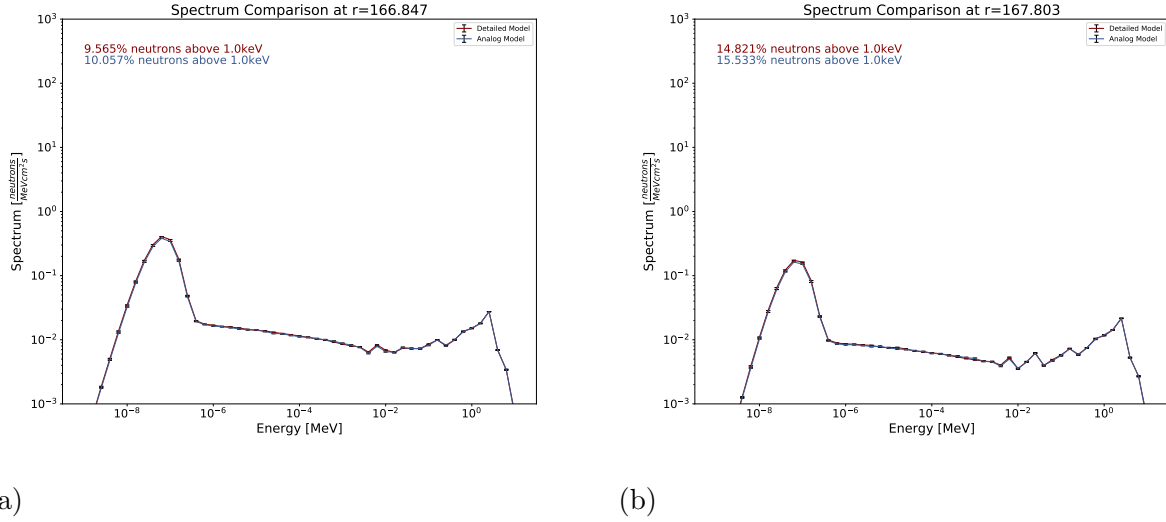 Spectrum Comparison at r=166.847
10³
10²
10¹
10⁰
10⁻¹
10⁻²
10⁻³
Spectrum [neutrons/MeVcm²s]
9.565% neutrons above 1.0keV
10.057% neutrons above 1.0keV
Detailed Model
Analog Model
10⁻⁸ 10⁻⁶ 10⁻⁴ 10⁻² 10⁰
Energy [MeV]
a)
Spectrum Comparison at r=167.803
10³
10²
10¹
10⁰
10⁻¹
10⁻²
10⁻³
Spectrum [neutrons/MeVcm²s]
14.821% neutrons above 1.0keV
15.533% neutrons above 1.0keV
Detailed Model
Analog Model
10⁻⁸ 10⁻⁶ 10⁻⁴ 10⁻² 10⁰
Energy [MeV]
(b)